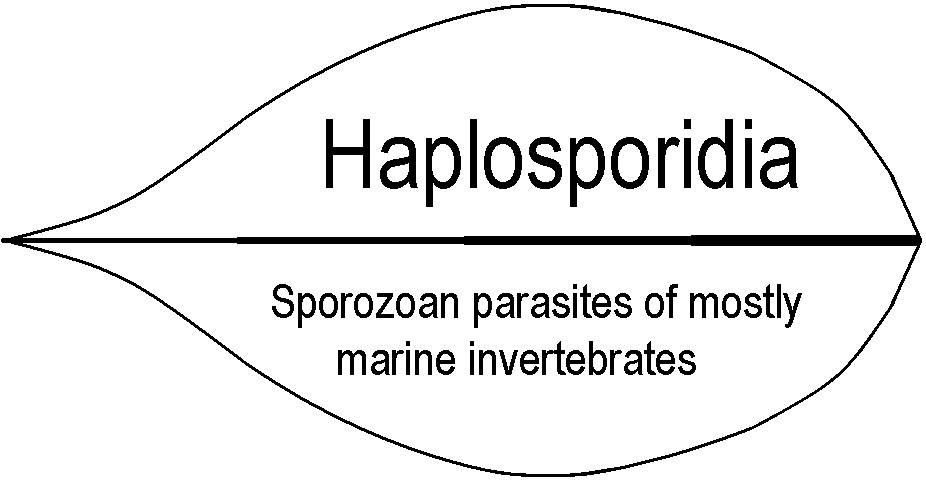 Haplosporidia
Sporozoan parasites of mostly
marine invertebrates